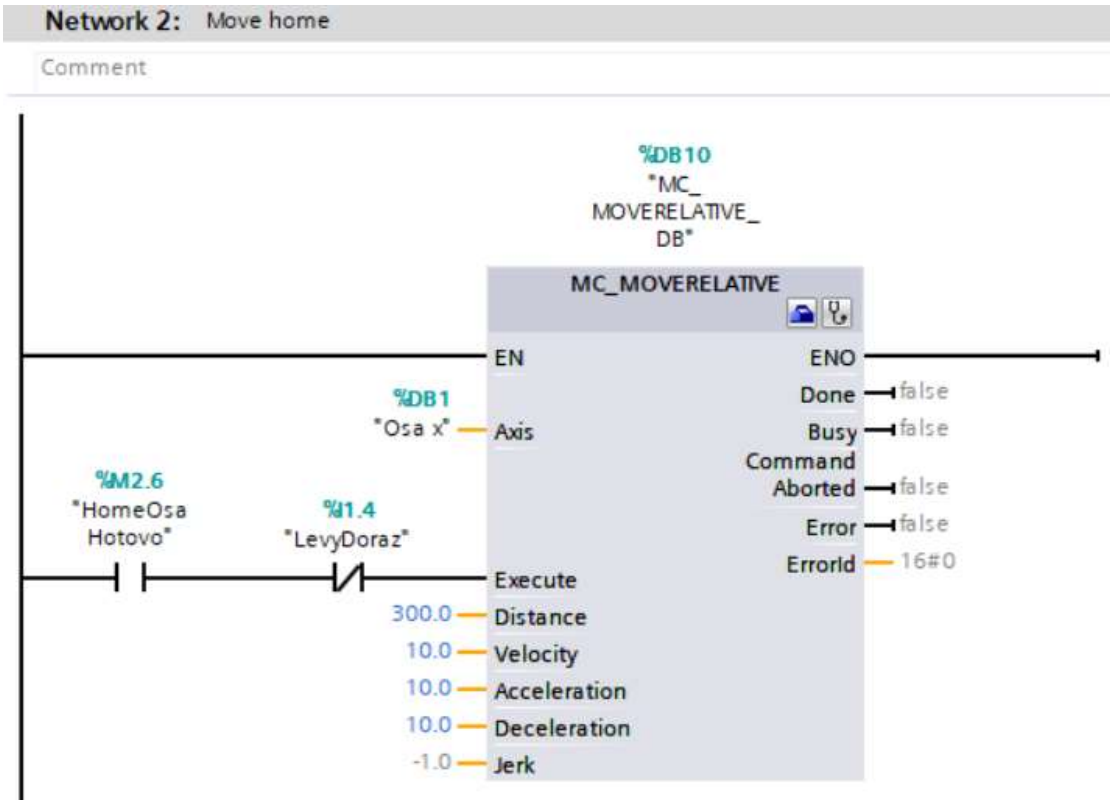 Network 2: Move home
Comment
%DB10
"MC_
MOVERELATIVE_
DB"
MC_MOVERELATIVE
EN
ENO
%DB1
"Osa x"
Axis
Done
false
Busy
false
Command
Aborted
false
Error
false
ErrorId
16#0
%M2.6
"HomeOsa
Hotovo"
%I1.4
"LevyDoraz"
Execute
300.0
Distance
10.0
Velocity
10.0
Acceleration
10.0
Deceleration
-1.0
Jerk